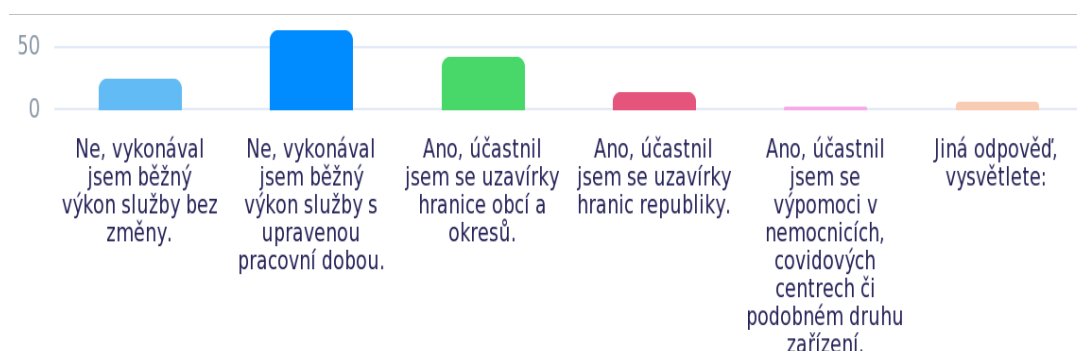 50
0
Ne, vykonával
jsem běžný
výkon služby bez
změny.
Ne, vykonával
jsem běžný
výkon služby s
upravenou
pracovní dobou.
Ano, účastnil
jsem se uzavírky
hranice obcí a
okresů.
Ano, účastnil
jsem se uzavírky
hranic republiky.
Ano, účastnil
jsem se
výpomoci v
nemocnicích,
covidových
centrech či
podobném druhu
zařízení.
Jiná odpověď,
vysvětlete: